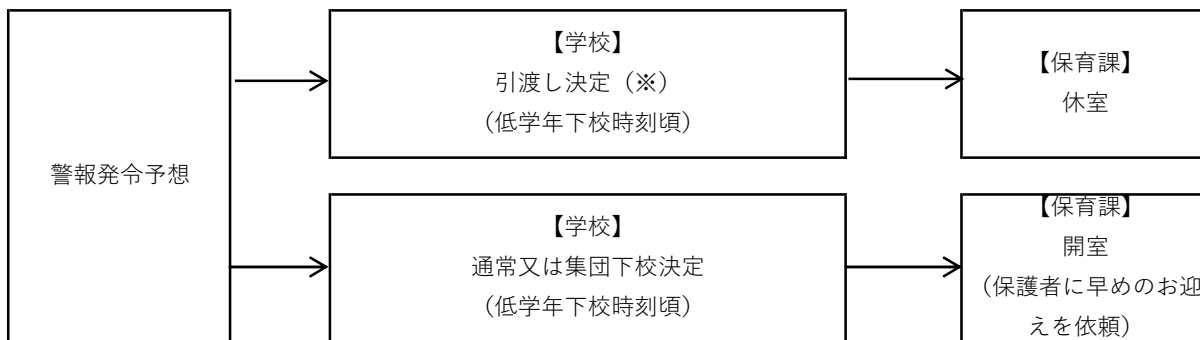 警報発令予想
【学校】
引渡し決定（※）
（低学年下校時刻頃）
【保育課】
休室
【学校】
通常又は集団下校決定
（低学年下校時刻頃）
【保育課】
開室
（保護者に早めのお迎
えを依頼）